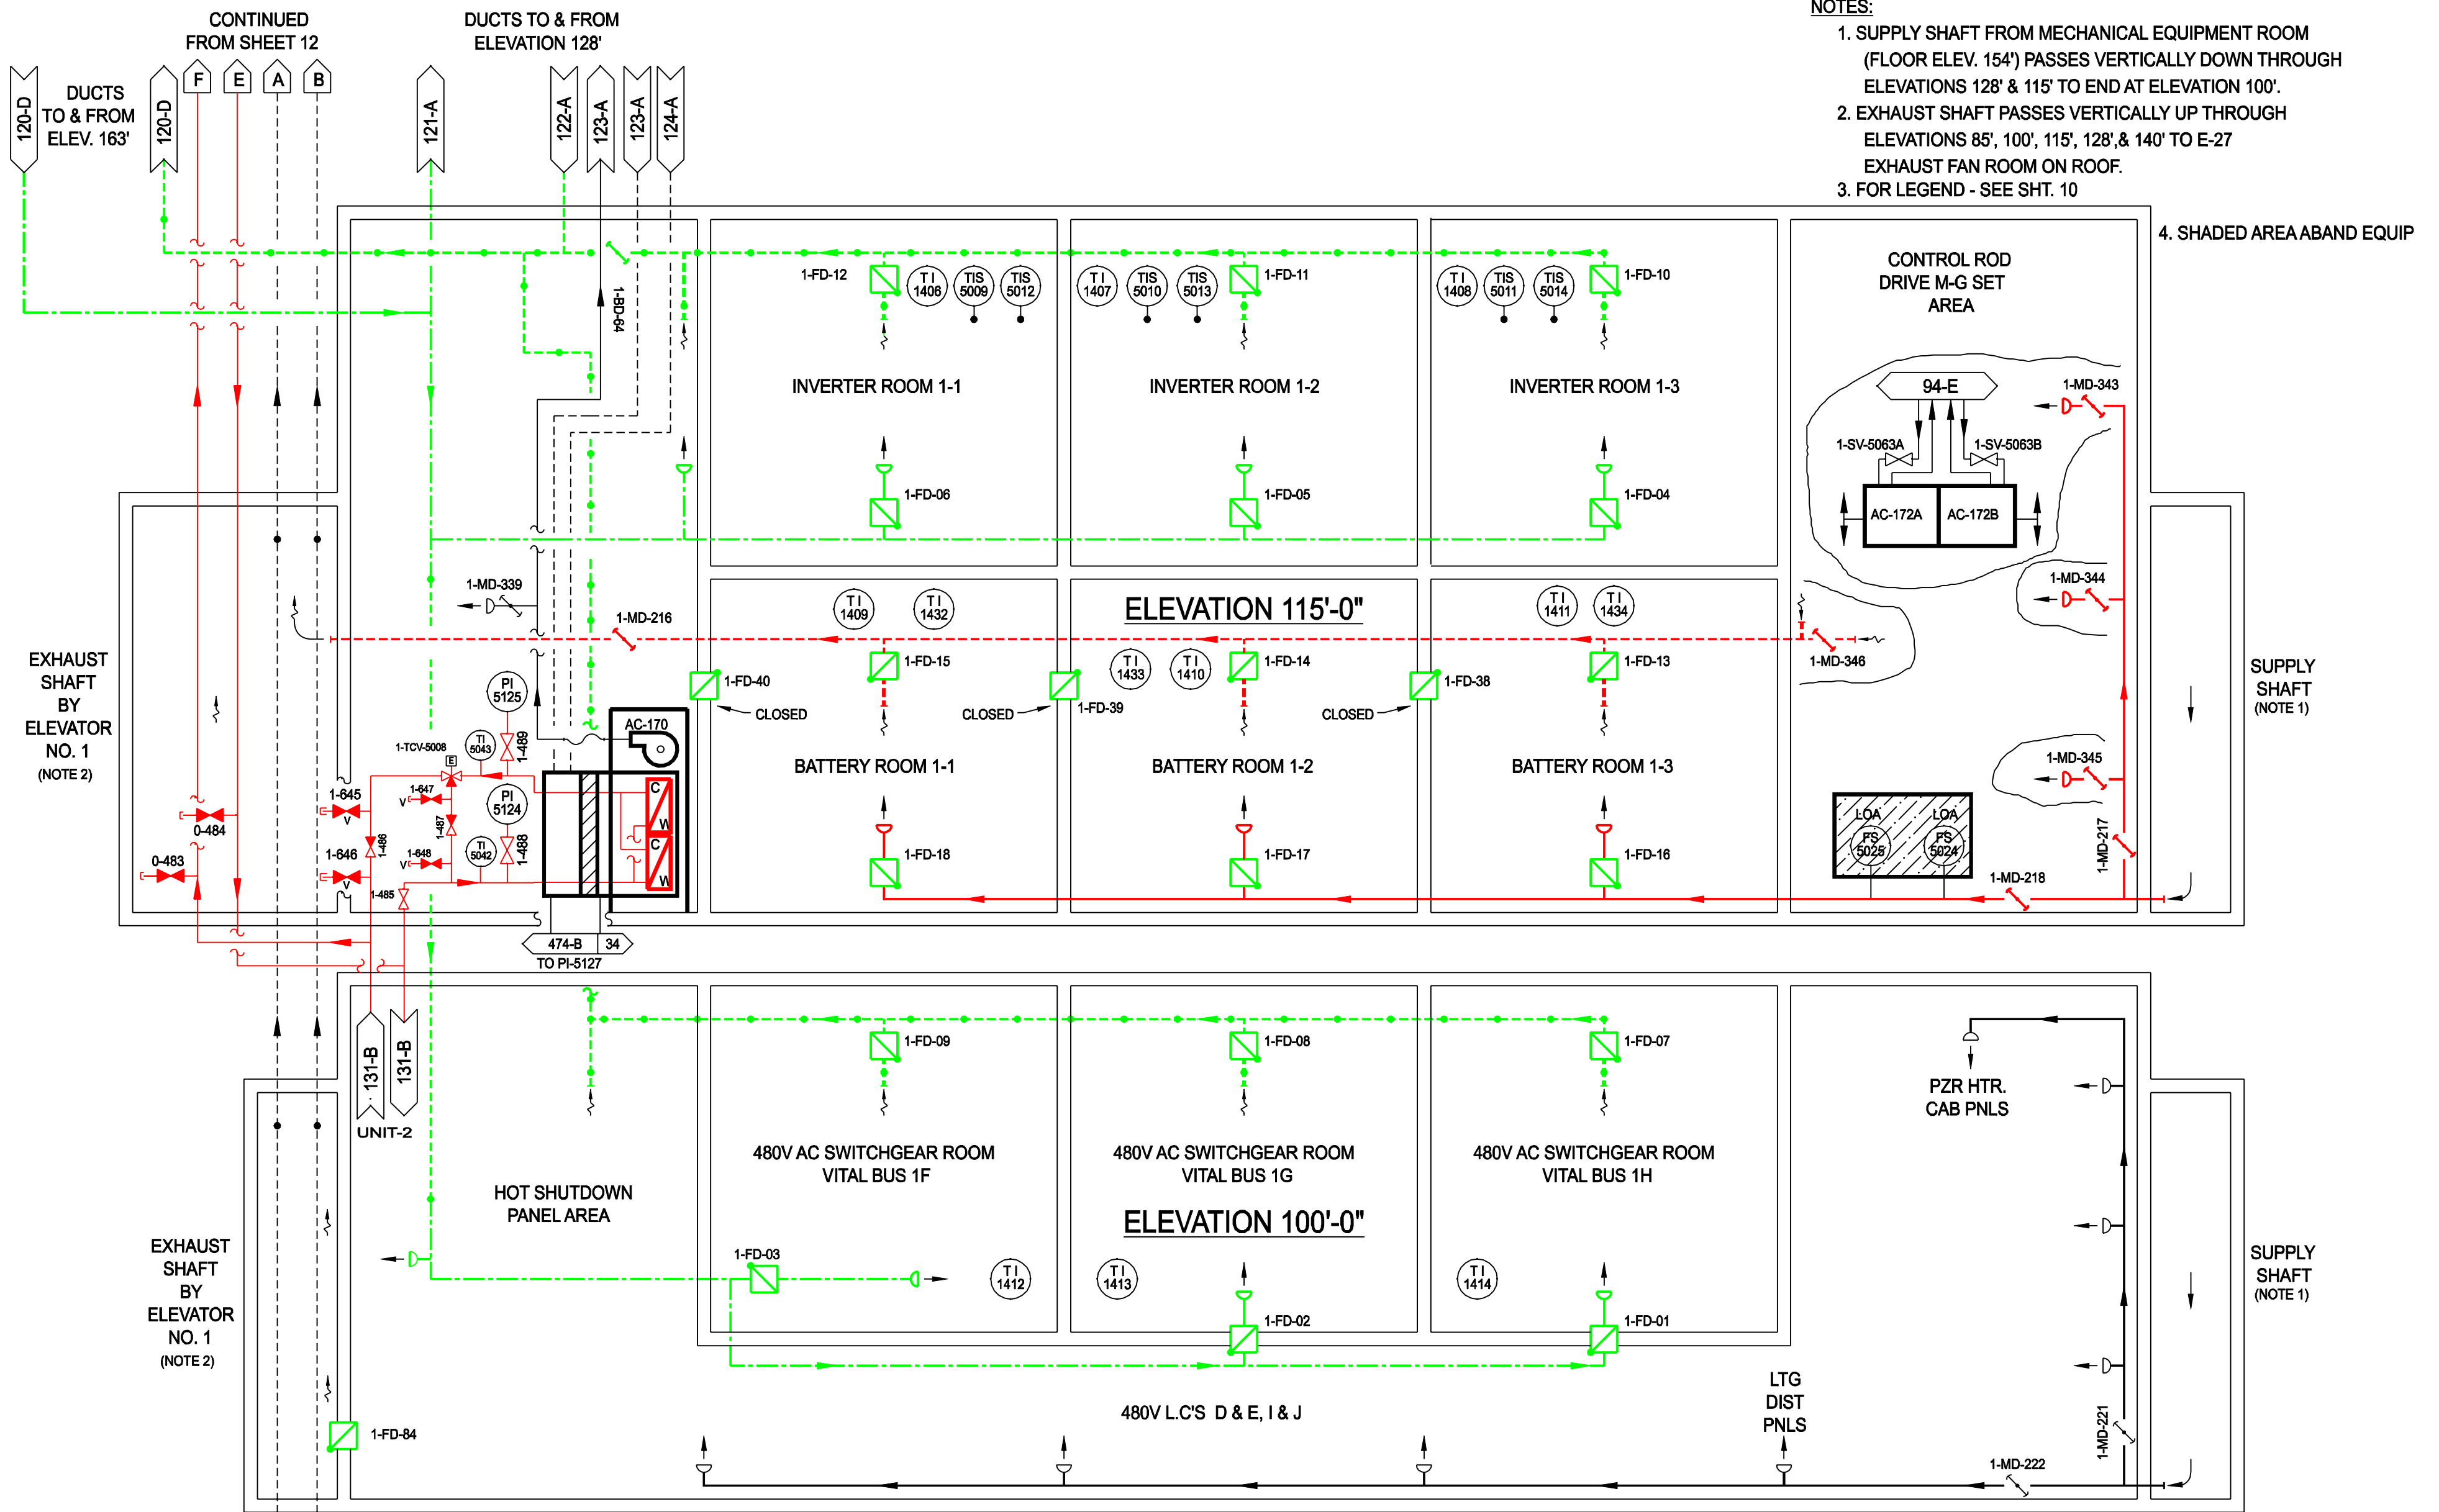 CONTINUED
FROM SHEET 12
DUCTS TO & FROM
ELEVATION 128'
NOTES:
1. SUPPLY SHAFT FROM MECHANICAL EQUIPMENT ROOM
(FLOOR ELEV. 154') PASSES VERTICALLY DOWN THROUGH
ELEVATIONS 128' & 115' TO END AT ELEVATION 100'.
2. EXHAUST SHAFT PASSES VERTICALLY UP THROUGH
ELEVATIONS 85', 100', 115', 128',& 140' TO E-27
EXHAUST FAN ROOM ON ROOF.
3. FOR LEGEND - SEE SHT. 10
4. SHADED AREA ABAND EQUIP
120-D
DUCTS
TO & FROM
ELEV. 163'
120-D
F
E
A
B
121-A
122-A
123-A
123-A
124-A
1-BD-64
1-FD-12
TI
1406
TIS
5009
TIS
5012
TI
1407
TIS
5010
TIS
5013
1-FD-11
TI
1408
TIS
5011
TIS
5014
1-FD-10
CONTROL ROD
DRIVE M-G SET
AREA
INVERTER ROOM 1-1
INVERTER ROOM 1-2
INVERTER ROOM 1-3
94-E
1-MD-343
1-SV-5063A
1-SV-5063B
AC-172A
AC-172B
1-FD-06
1-FD-05
1-FD-04
1-MD-339
1-MD-216
TI
1409
TI
1432
ELEVATION 115'-0"
TI
1411
TI
1434
1-MD-344
1-FD-15
TI
1433
TI
1410
1-FD-14
1-FD-13
1-MD-346
EXHAUST
SHAFT
BY
ELEVATOR
NO. 1
(NOTE 2)
SUPPLY
SHAFT
(NOTE 1)
1-FD-40
CLOSED
CLOSED
1-FD-39
CLOSED
1-FD-38
PI
5125
AC-170
1-TCV-5008
E
TI
5043
1-489
BATTERY ROOM 1-1
BATTERY ROOM 1-2
BATTERY ROOM 1-3
1-MD-345
1-645
V
1-647
V
PI
5124
C
W
C
W
0-484
1-486
1-487
1-488
0-483
1-646
V
1-648
V
TI
5042
1-485
1-FD-18
1-FD-17
1-FD-16
LOA
LOA
FS
5025
FS
5024
1-MD-217
1-MD-218
474-B
34
TO PI-5127
131-B
131-B
UNIT-2
1-FD-09
1-FD-08
1-FD-07
PZR HTR.
CAB PNLS
480V AC SWITCHGEAR ROOM
VITAL BUS 1F
480V AC SWITCHGEAR ROOM
VITAL BUS 1G
480V AC SWITCHGEAR ROOM
VITAL BUS 1H
HOT SHUTDOWN
PANEL AREA
ELEVATION 100'-0"
EXHAUST
SHAFT
BY
ELEVATOR
NO. 1
(NOTE 2)
1-FD-03
TI
1412
TI
1413
TI
1414
SUPPLY
SHAFT
(NOTE 1)
1-FD-02
1-FD-01
480V L.C'S D & E, I & J
LTG
DIST
PNLS
1-FD-84
1-MD-221
1-MD-222